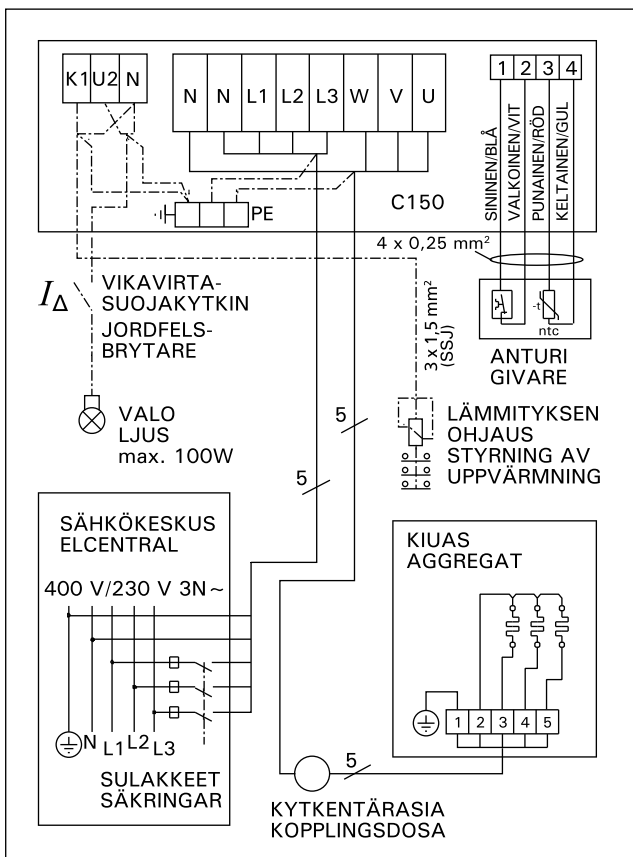 K1 U2 N
N N L1 L2 L3 W V U
1 2 3 4
SININEN/BLÅ
VALKOINEN/VIT
PUNAINEN/RÖD
KELTAINEN/GUL
PE
C150
4 x 0,25 mm²
I∆
VIKAVIRTA-
SUOJAKYTKIN
JORDFELS-
BRYTARE
3 x 1,5 mm²
(SSJ)
-t
ntc
ANTURI
GIVARE
VALO
LJUS
max. 100W
5
LÄMMITYKSEN
OHJAUS
STYRNING AV
UPPVÄRMNING
5
SÄHKÖKESKUS
ELCENTRAL
400 V/230 V 3N~
N L1 L2 L3
SULAKKEET
SÄKRINGAR
KIUAS
AGGREGAT
1 2 3 4 5
5
KYTKENTÄRASIA
KOPPLINGSDOSA